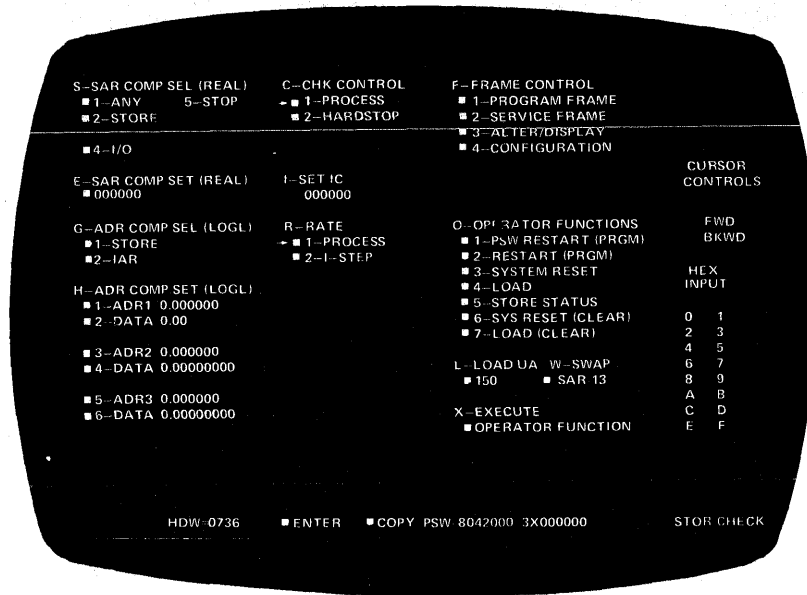 S-SAR COMP SEL (REAL)
■ 1-ANY 5-STOP
■ 2-STORE
■ 4-I/O
C-CHK CONTROL
→ ■ 1-PROCESS
■ 2-HARDSTOP
F-FRAME CONTROL
■ 1-PROGRAM FRAME
■ 2-SERVICE FRAME
■ 3-ALTER/DISPLAY
■ 4-CONFIGURATION
E-SAR COMP SET (REAL)
■ 000000
I-SET IC
000000
CURSOR
CONTROLS
FWD
BKWD
G-ADR COMP SEL (LOGL)
■ 1-STORE
■ 2-IAR
R-RATE
→ ■ 1-PROCESS
■ 2-I-STEP
O-OPERATOR FUNCTIONS
■ 1-PSW RESTART (PRGM)
■ 2-RESTART (PRGM)
■ 3-SYSTEM RESET
■ 4-LOAD
■ 5-STORE STATUS
■ 6-SYS RESET (CLEAR)
■ 7-LOAD (CLEAR)
H-ADR COMP SET (LOGL)
■ 1-ADR1 0.000000
■ 2-DATA 0.00
■ 3-ADR2 0.000000
■ 4-DATA 0.00000000
■ 5-ADR3 0.000000
■ 6-DATA 0.00000000
L-LOAD UA W-SWAP
■ 150 ■ SAR-13
X-EXECUTE
■ OPERATOR FUNCTION
HEX
INPUT
0 1
2 3
4 5
6 7
8 9
A B
C D
E F
HDW=0736 ■ ENTER ■ COPY PSW-8042000 3X000000 STOR CHECK